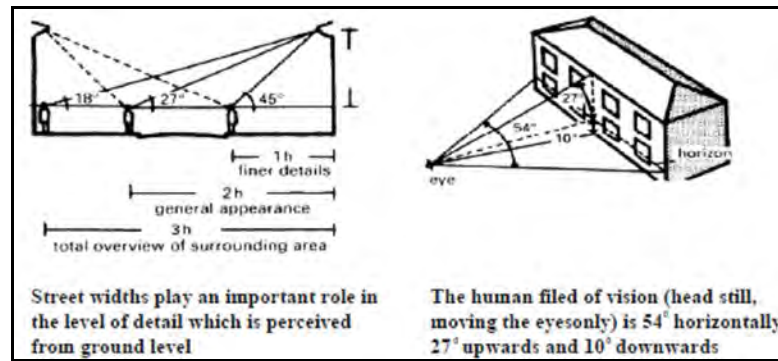 18° 27° 45°
1h
finer details
2h
general appearance
3h
total overview of surrounding area
27°
54°
10°
horizon
eye
Street widths play an important role in
the level of detail which is perceived
from ground level
The human filed of vision (head still,
moving the eyesonly) is 54° horizontally
27° upwards and 10° downwards